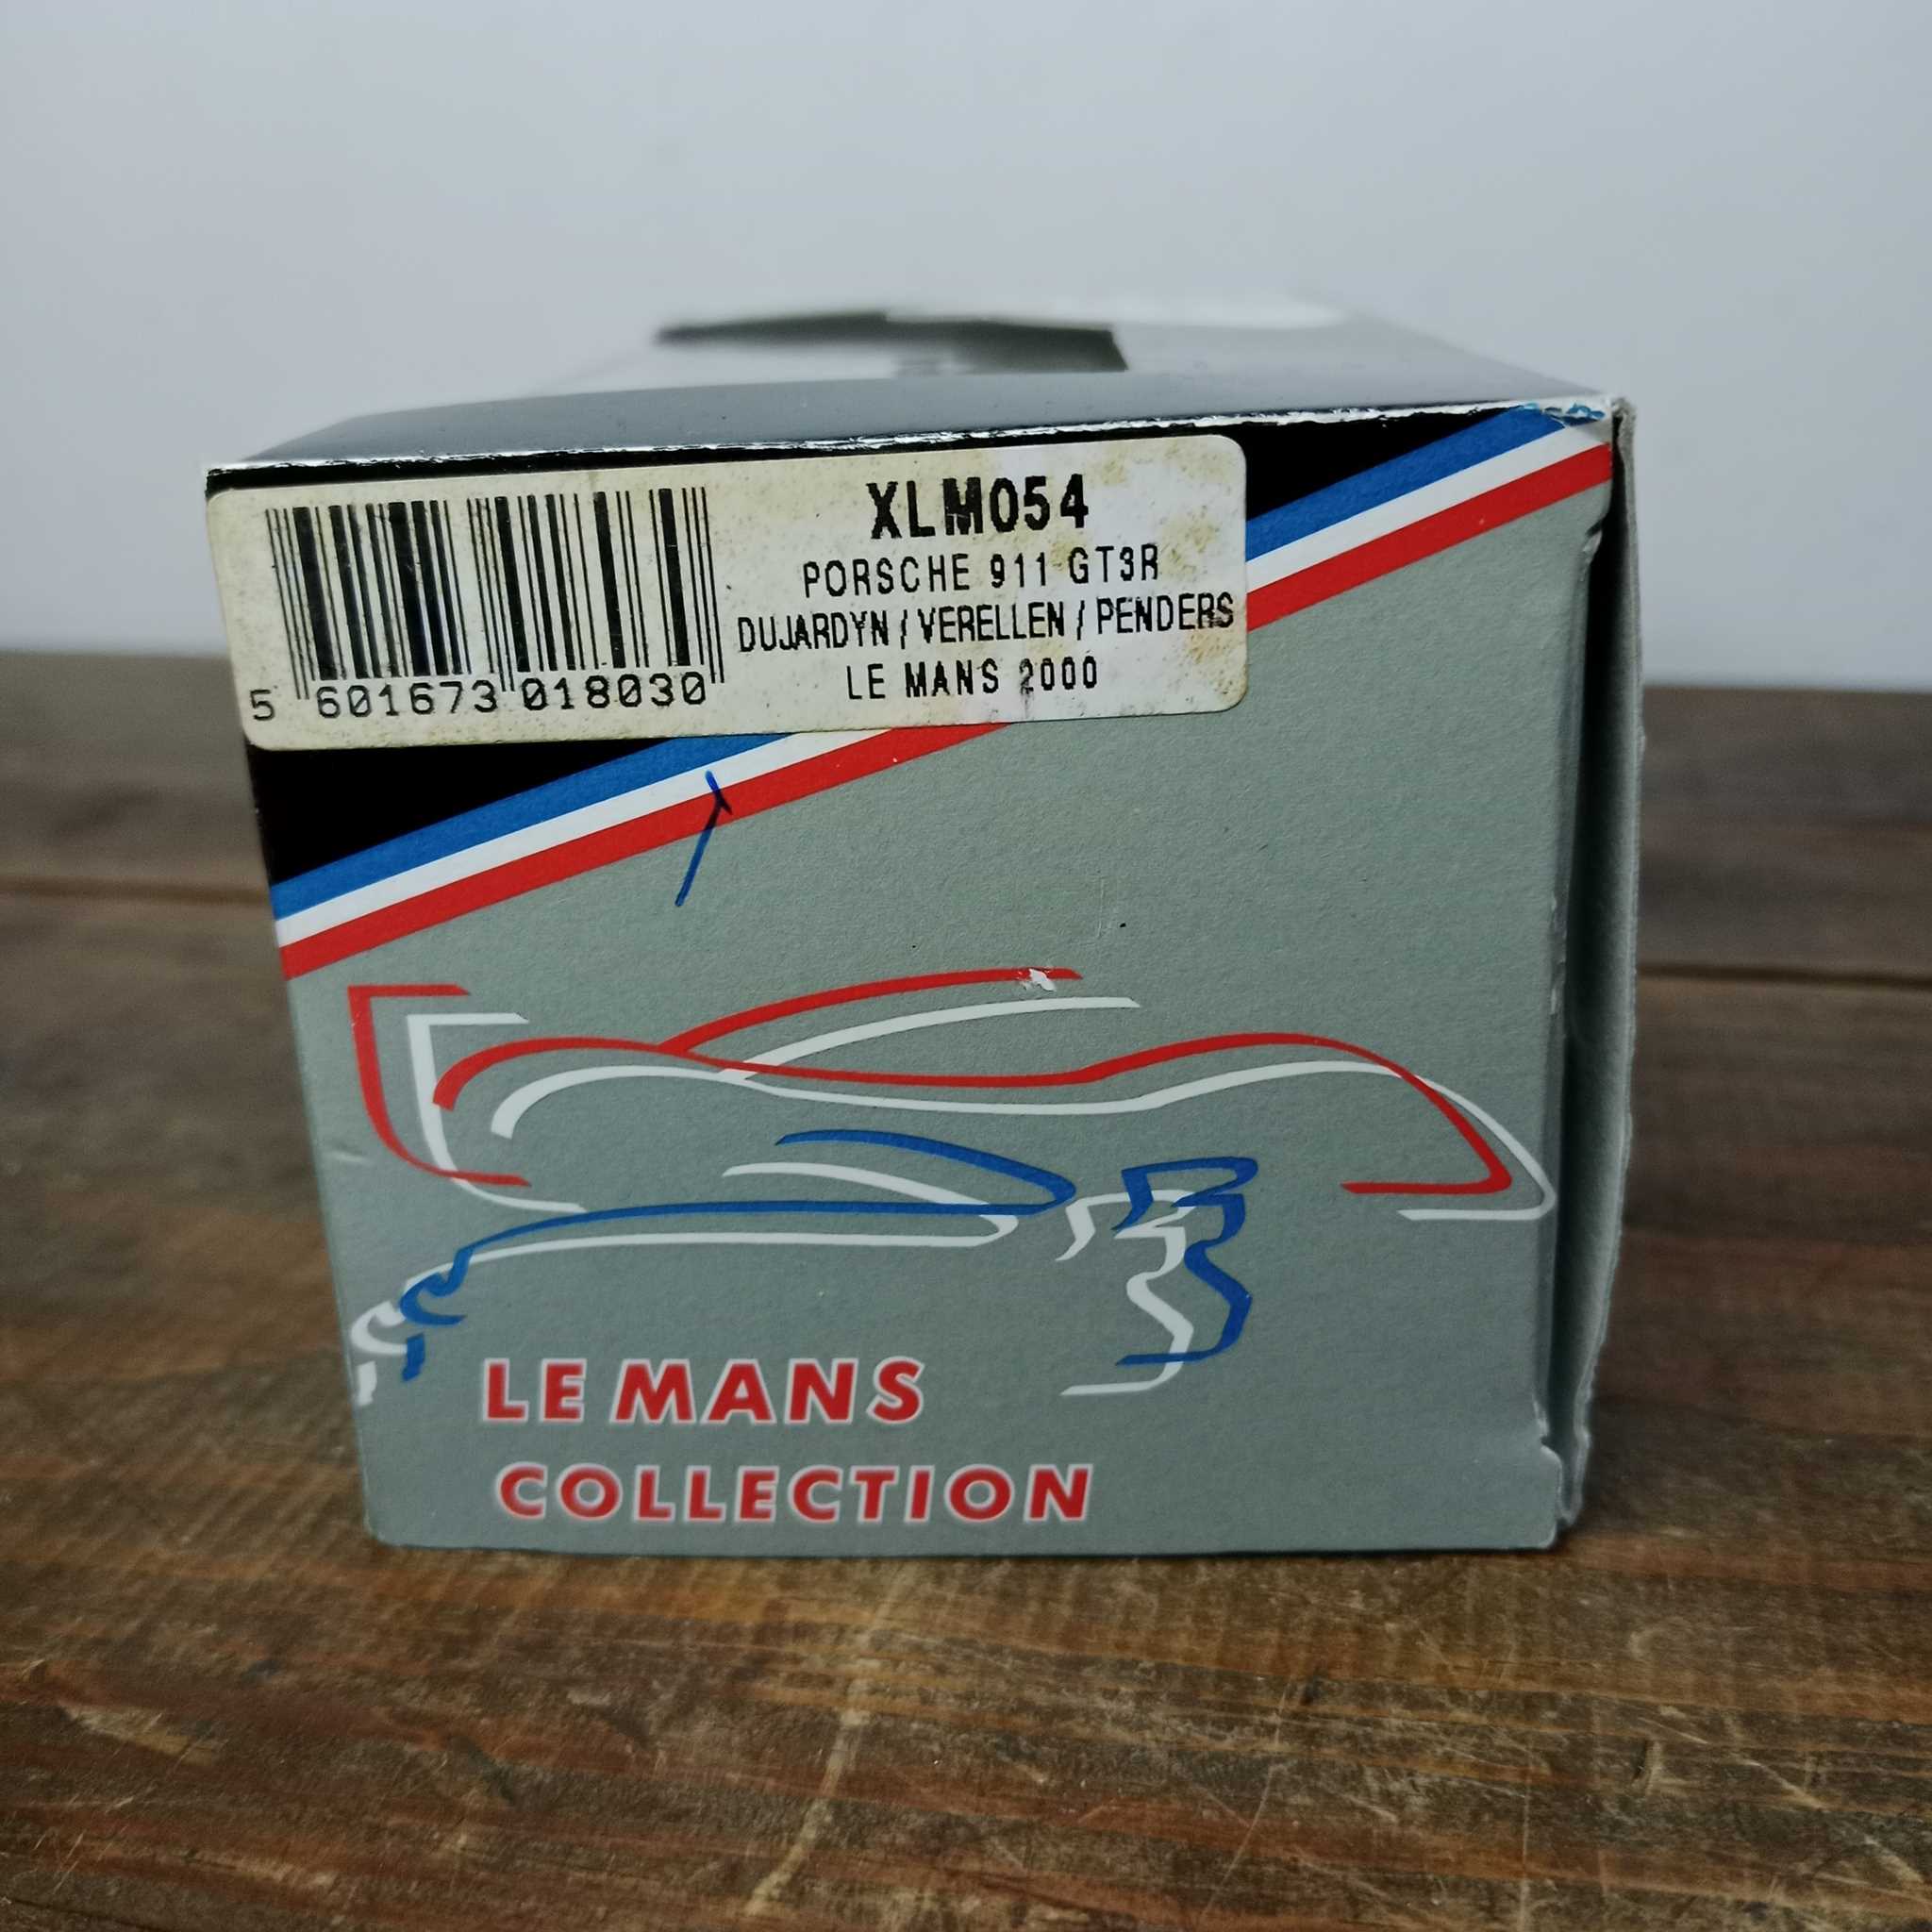 XLM054
PORSCHE 911 GT3R
DUJARDYN / VERELLEN / PENDERS
LE MANS 2000
5 601673 018030
LE MANS
COLLECTION